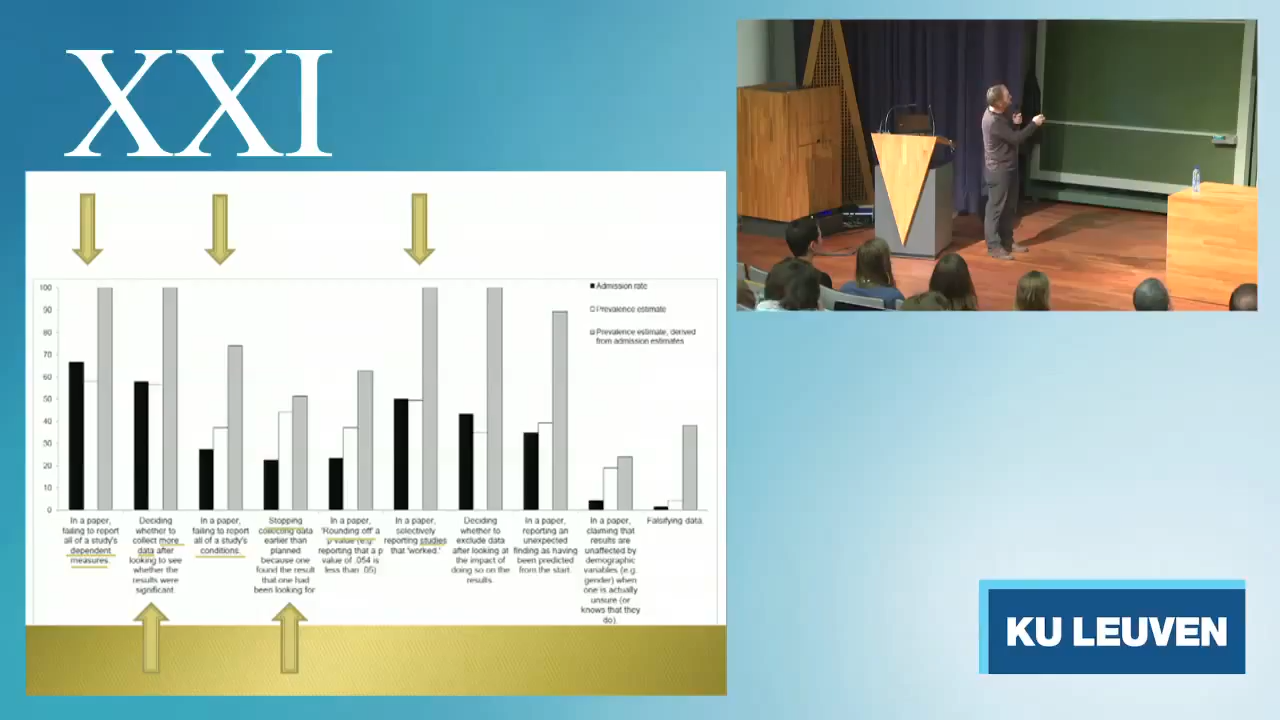 XXI
100
90
80
70
60
50
40
30
20
10
0
Admission rate
Prevalence estimate
Prevalence estimate, derived
from admission estimates
In a paper,
failing to report
all of a study's
dependent
measures.
Deciding
whether to
collect more
data after
looking to see
whether the
results were
significant.
In a paper,
failing to report
all of a study's
conditions.
Stopping
collecting data
earlier than
planned
because one
found the result
that one had
been looking for
In a paper,
'Rounding off' a
p value (e.g.
reporting that a p
value of .054 is
less than .05)
In a paper,
selectively
reporting studies
that 'worked.'
Deciding
whether to
exclude data
after looking at
the impact of
doing so on the
results.
In a paper,
reporting an
unexpected
finding as having
been predicted
from the start.
In a paper,
claiming that
results are
unaffected by
demographic
variables (e.g.
gender) when
one is actually
unsure (or
knows that they
do).
Falsifying data.
KU LEUVEN